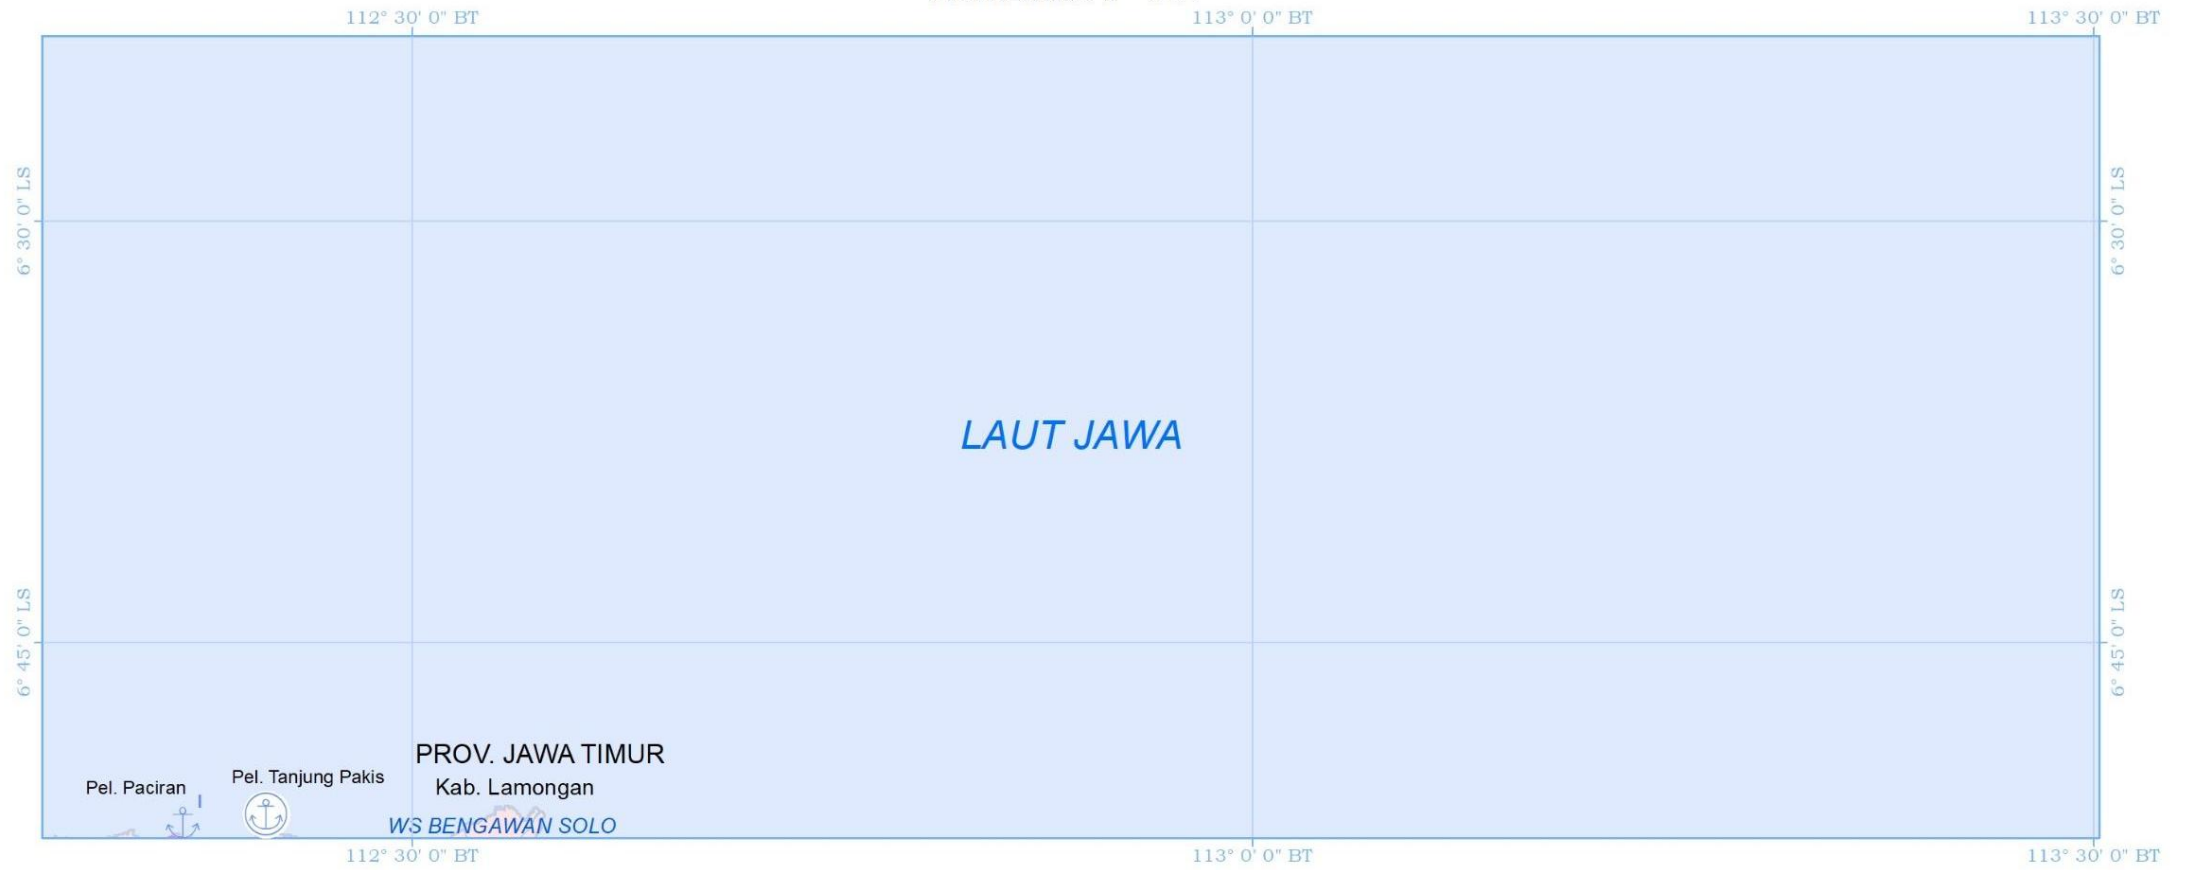 112° 30' 0" BT
113° 0' 0" BT
113° 30' 0" BT
6° 30' 0" LS
6° 30' 0" LS
LAUT JAWA
6° 45' 0" LS
6° 45' 0" LS
PROV. JAWA TIMUR
Pel. Tanjung Pakis
Pel. Paciran
Kab. Lamongan
WS BENGAWAN SOLO
112° 30' 0" BT
113° 0' 0" BT
113° 30' 0" BT